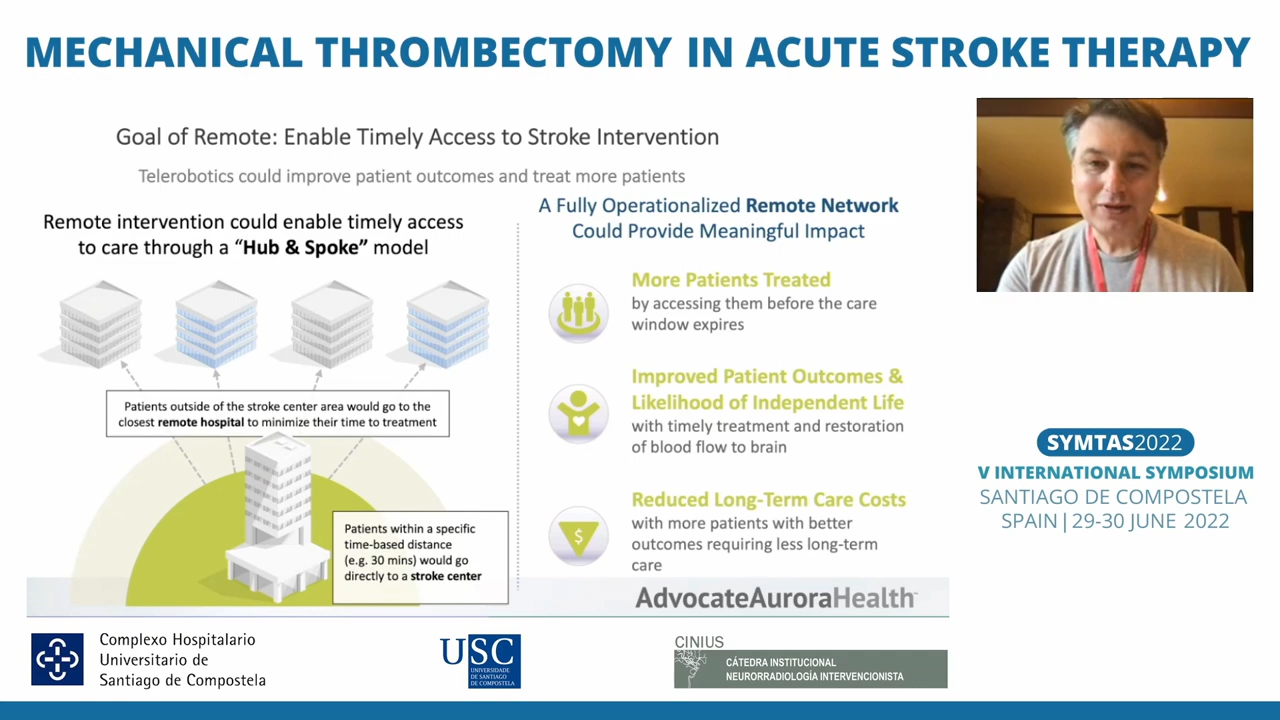 MECHANICAL THROMBECTOMY IN ACUTE STROKE THERAPY
Goal of Remote: Enable Timely Access to Stroke Intervention
Telerobotics could improve patient outcomes and treat more patients
Remote intervention could enable timely access
to care through a “Hub & Spoke” model
Patients outside of the stroke center area would go to the
closest remote hospital to minimize their time to treatment
Patients within a specific
time-based distance
(e.g. 30 mins) would go
directly to a stroke center
A Fully Operationalized Remote Network
Could Provide Meaningful Impact
More Patients Treated
by accessing them before the care
window expires
Improved Patient Outcomes &
Likelihood of Independent Life
with timely treatment and restoration
of blood flow to brain
$
Reduced Long-Term Care Costs
with more patients with better
outcomes requiring less long-term
care
AdvocateAuroraHealth™
SYMTAS2022
V INTERNATIONAL SYMPOSIUM
SANTIAGO DE COMPOSTELA
SPAIN | 29-30 JUNE 2022
Complexo Hospitalario
Universitario de
Santiago de Compostela
USC
UNIVERSIDADE
DE SANTIAGO
DE COMPOSTELA
CINIUS
CÁTEDRA INSTITUCIONAL
NEURORRADIOLOGÍA INTERVENCIONISTA